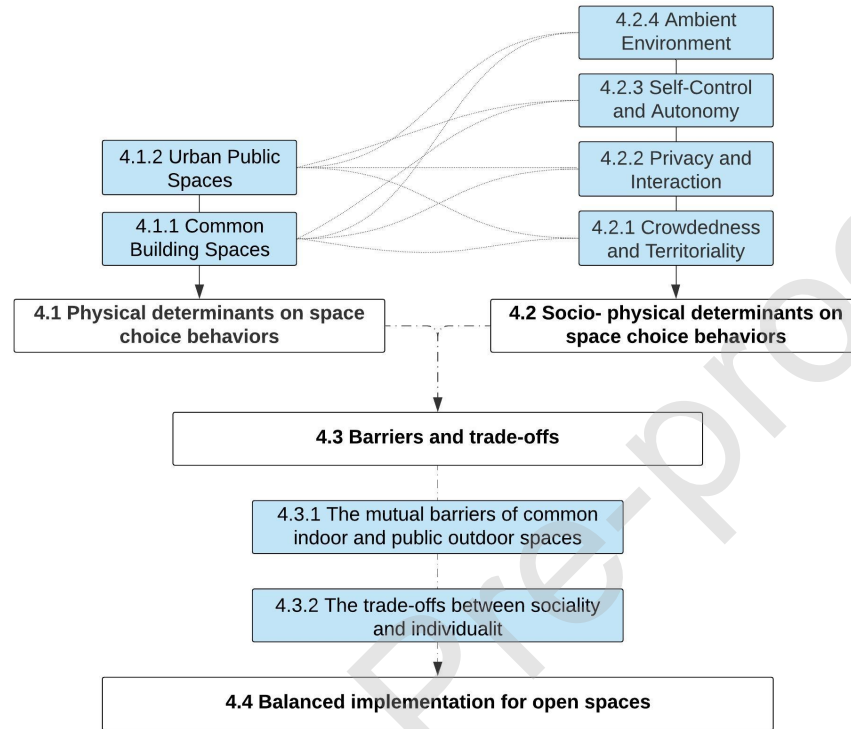 4.2.4 Ambient
Environment
4.2.3 Self-Control
and Autonomy
4.1.2 Urban Public
Spaces
4.2.2 Privacy and
Interaction
4.1.1 Common
Building Spaces
4.2.1 Crowdedness
and Territoriality
4.1 Physical determinants on space
choice behaviors
4.2 Socio- physical determinants on
space choice behaviors
4.3 Barriers and trade-offs
4.3.1 The mutual barriers of common
indoor and public outdoor spaces
4.3.2 The trade-offs between sociality
and individualit
4.4 Balanced implementation for open spaces
Pre-proo